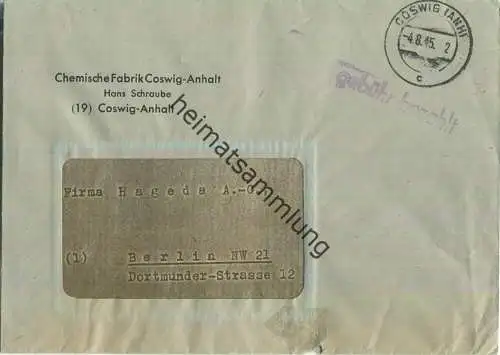 COSWIG (ANH)
-4.8.45. 2
c
gebühr bezahlt
Chemische Fabrik Coswig-Anhalt
Hans Schraube
(19) Coswig-Anhalt
heimatsammlung
Firma Hageda A.-G.
(1) Berlin NW 21
Dortmunder-Strasse 12